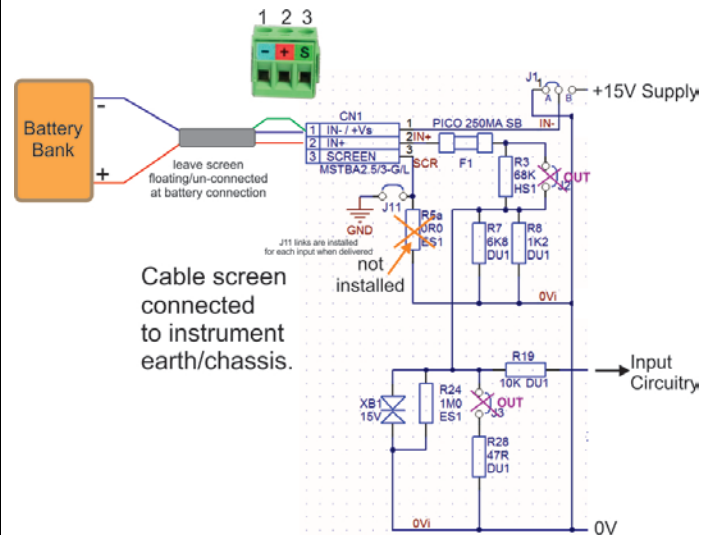 1 2 3
- + S
J1
1
A B
+15V Supply
Battery
Bank
-
+
leave screen
floating/un-connected
at battery connection
CN1
1 IN- / +Vs
2 IN+
3 SCREEN
MSTBA2.5/3-G/L
1
2
3
PICO 250MA SB
IN-
IN+
SCR
F1
R3
68K
HS1
J2
OUT
J11
GND
J11 links are installed
for each input when delivered
R5a
0R0
ES1
not
installed
R7
6K8
DU1
R8
1K2
DU1
0Vi
Cable screen
connected
to instrument
earth/chassis.
R19
10K DU1
Input
Circuitry
XB1
15V
R24
1M0
ES1
J3
OUT
R28
47R
DU1
0Vi
0V